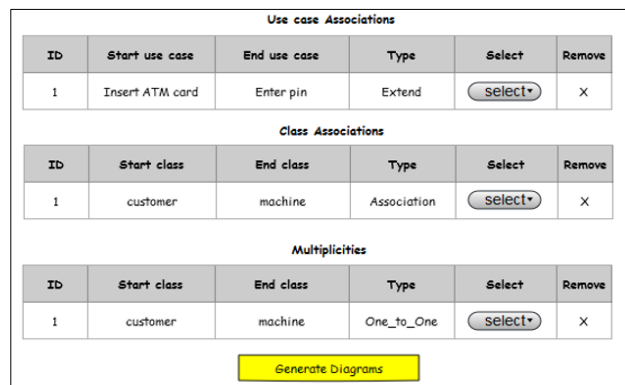 Use case Associations
ID Start use case End use case Type Select Remove
1 Insert ATM card Enter pin Extend select X
Class Associations
ID Start class End class Type Select Remove
1 customer machine Association select X
Multiplicities
ID Start class End class Type Select Remove
1 customer machine One_to_One select X
Generate Diagrams